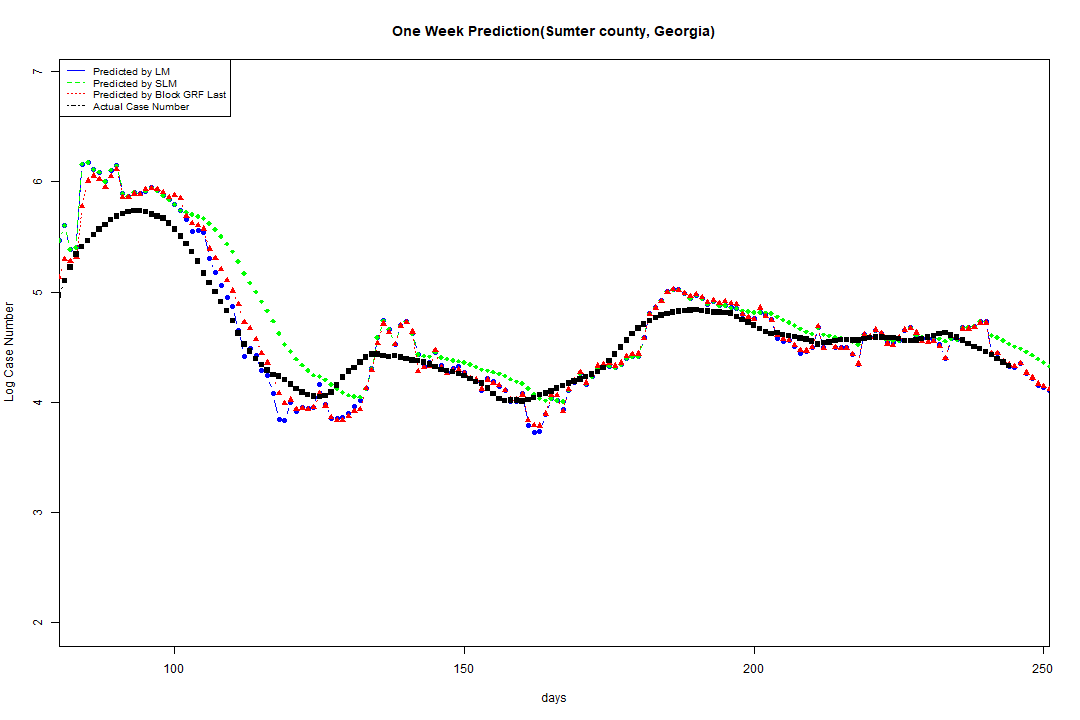 One Week Prediction(Sumter county, Georgia)
Predicted by LM
Predicted by SLM
Predicted by Block GRF Last
Actual Case Number
7
6
5
4
3
2
Log Case Number
100 150 200 250
days